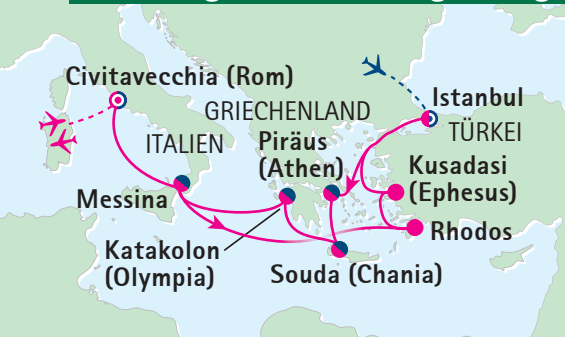 Civitavecchia (Rom)
GRIECHENLAND
ITALIEN
Piräus
(Athen)
Istanbul
TÜRKEI
Kusadasi
(Ephesus)
Messina
Rhodos
Katakolon
(Olympia)
Souda (Chania)